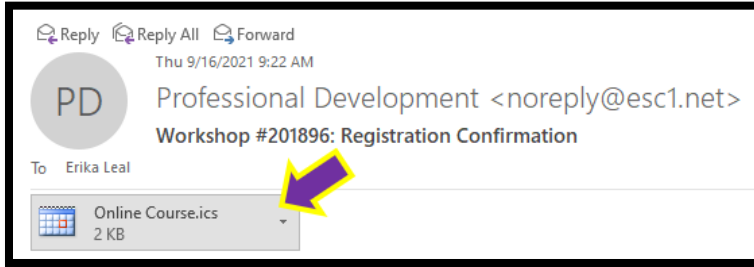 Reply Reply All Forward
Thu 9/16/2021 9:22 AM
PD
Professional Development <noreply@esc1.net>
Workshop #201896: Registration Confirmation
To Erika Leal
Online Course.ics
2 KB